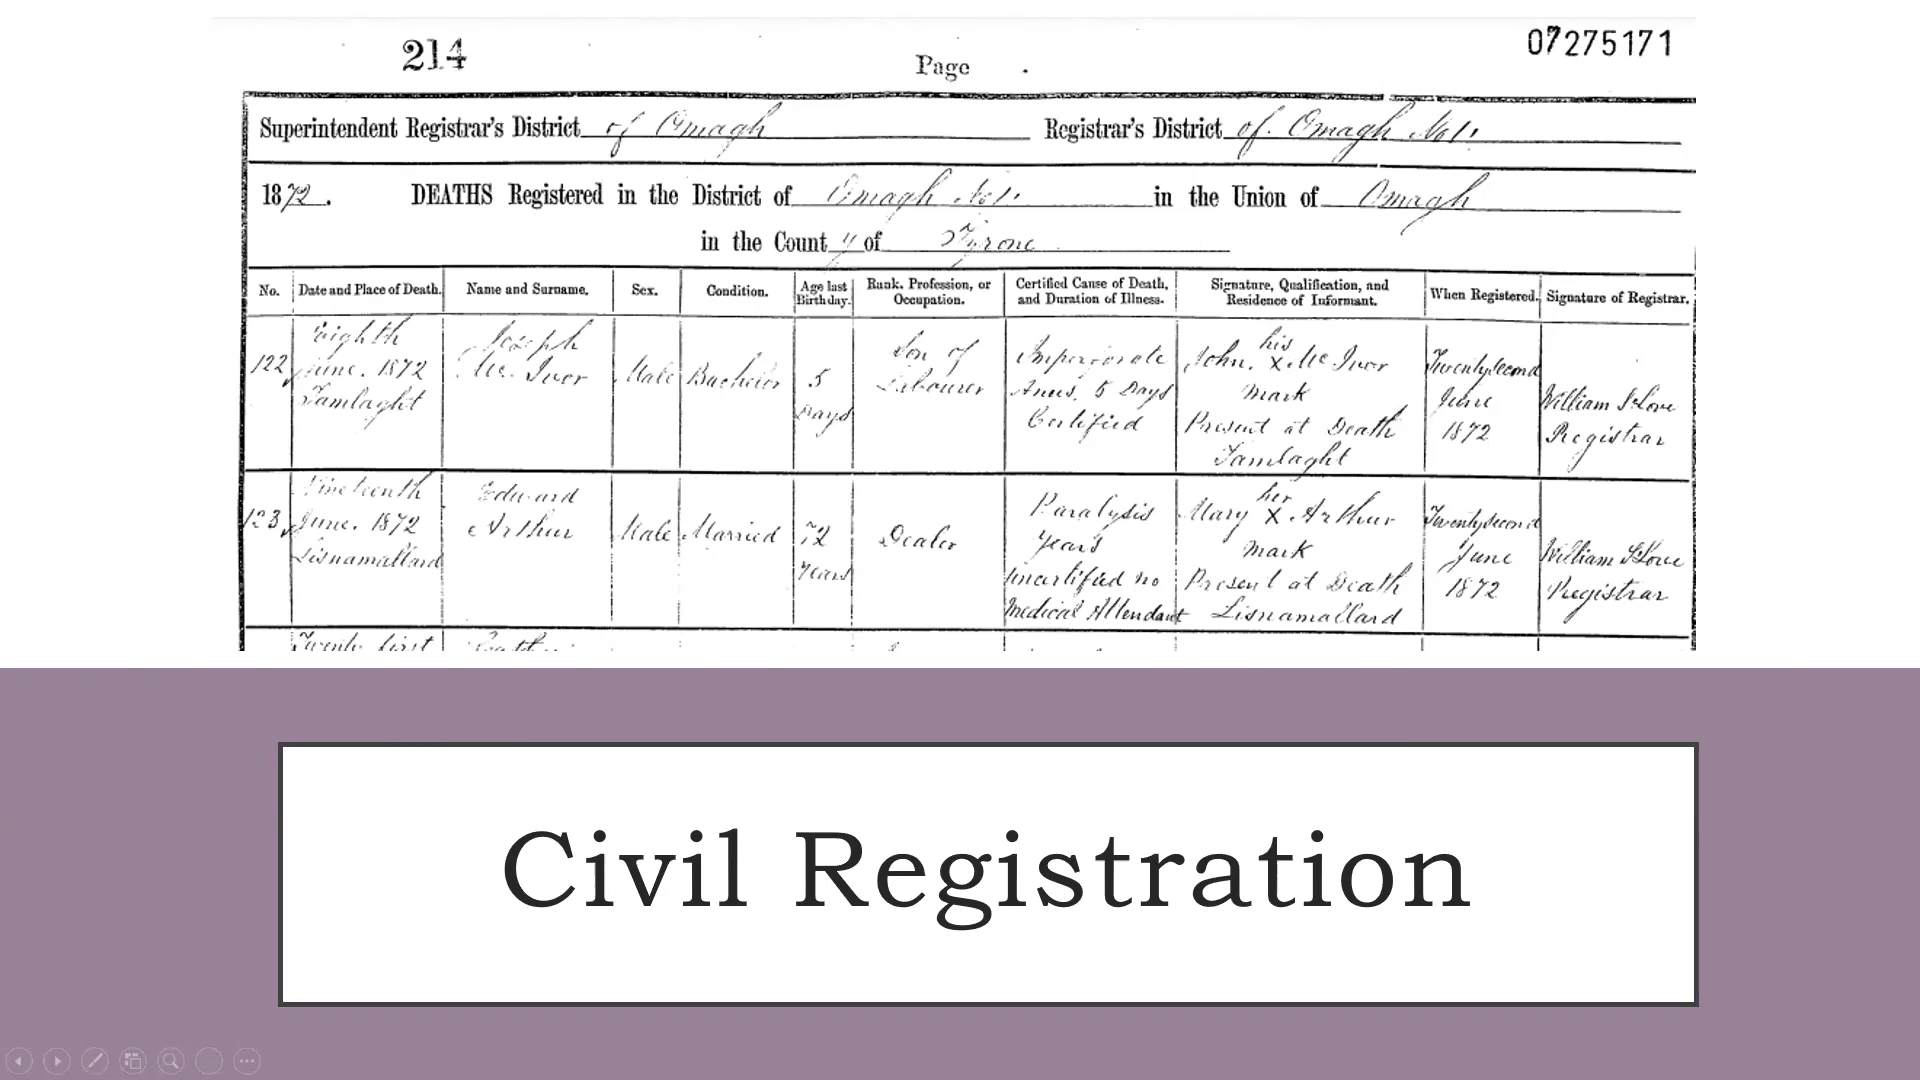 214
Page
07275171
Superintendent Registrar's District of Omagh
Registrar's District of Omagh No 1.
1872. DEATHS Registered in the District of Omagh No 1. in the Union of Omagh
in the County of Tyrone
No.
Date and Place of Death.
Name and Surname.
Sex.
Condition.
Age last
Birthday.
Rank, Profession, or
Occupation.
Certified Cause of Death,
and Duration of Illness.
Signature, Qualification, and
Residence of Informant.
When Registered.
Signature of Registrar.
122
Eighth
June. 1872
Tamlaght
Joseph
Mc. Ivor
Male
Bachelor
5
Days
Son of
Labourer
Imperforate
Anus. 5 Days
Certified
his
John. X Mc Ivor
mark
Present at Death
Tamlaght
Twentysecond
June
1872
William Love
Registrar
123
Nineteenth
June. 1872
Lisnamallard
Edward
Arthur
Male
Married
72
Years
Dealer
Paralysis
Years
Uncertified no
Medical Attendant
her
Mary X Arthur
mark
Present at Death
Lisnamallard
Twentysecond
June
1872
William Love
Registrar
Twenty first
Civil Registration